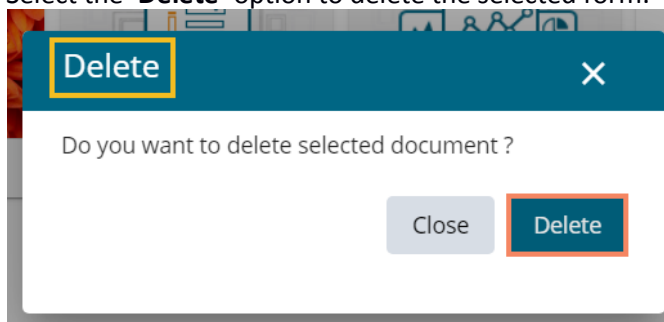 Select the "Delete" option to delete the selected form.
Delete
Do you want to delete selected document ?
Close
Delete